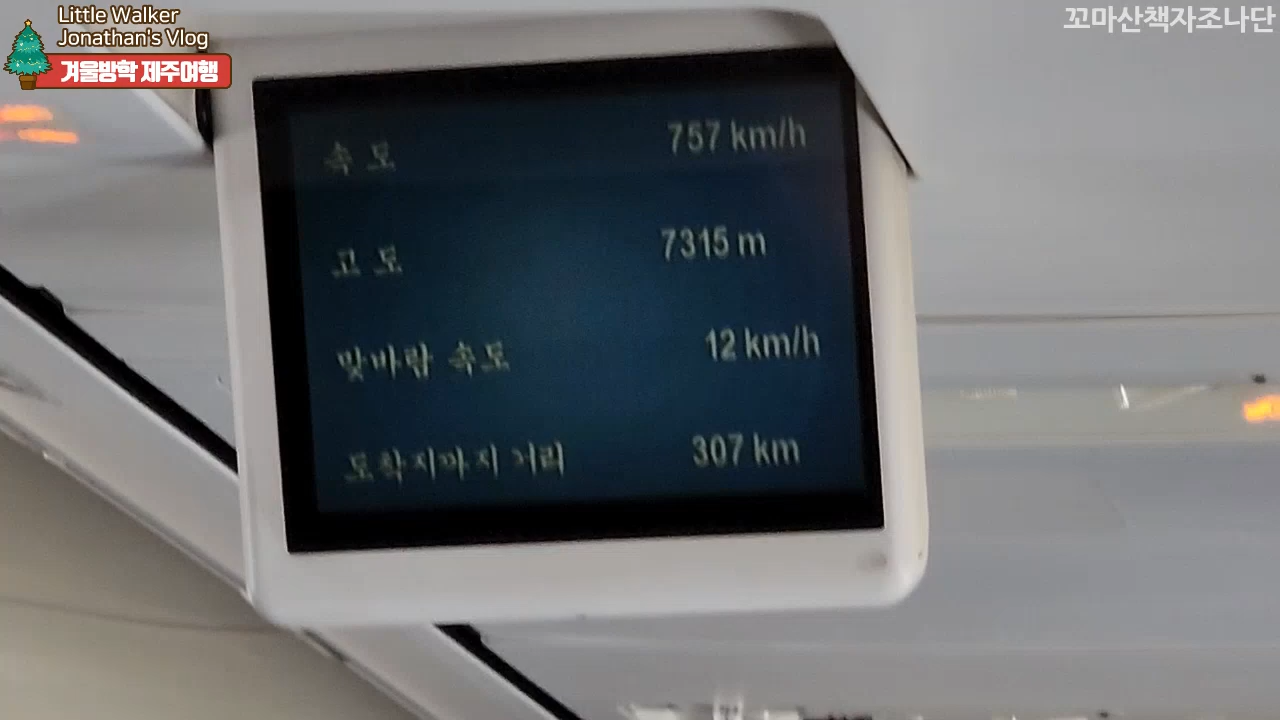 Little Walker
Jonathan's Vlog
겨울방학 제주여행
꼬마산책자조나단
속 도 757 km/h
고 도 7315 m
맞바람 속도 12 km/h
도착지까지 거리 307 km